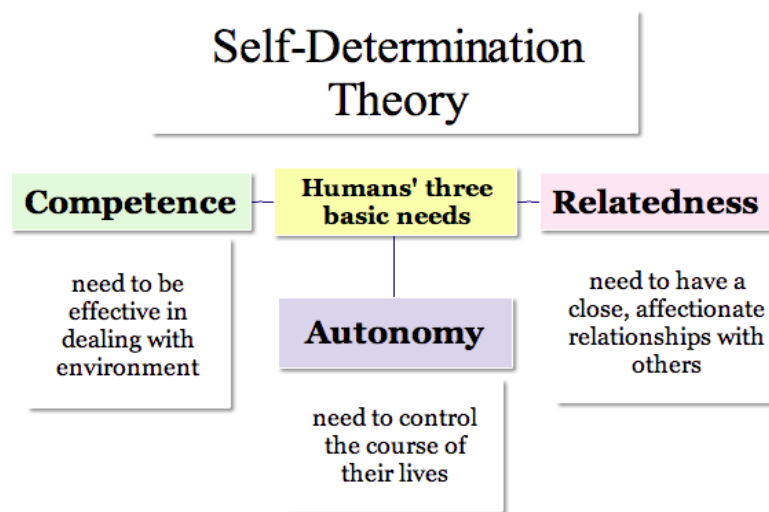 Self-Determination
Theory
Humans' three
basic needs
Competence
need to be
effective in
dealing with
environment
Autonomy
need to control
the course of
their lives
Relatedness
need to have a
close, affectionate
relationships with
others